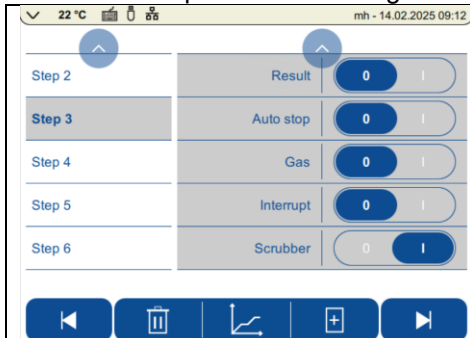 22 °C mh - 14.02.2025 09:12
Step 2 Result 0 I
Step 3 Auto stop 0 I
Step 4 Gas 0 I
Step 5 Interrupt 0 I
Step 6 Scrubber 0 I